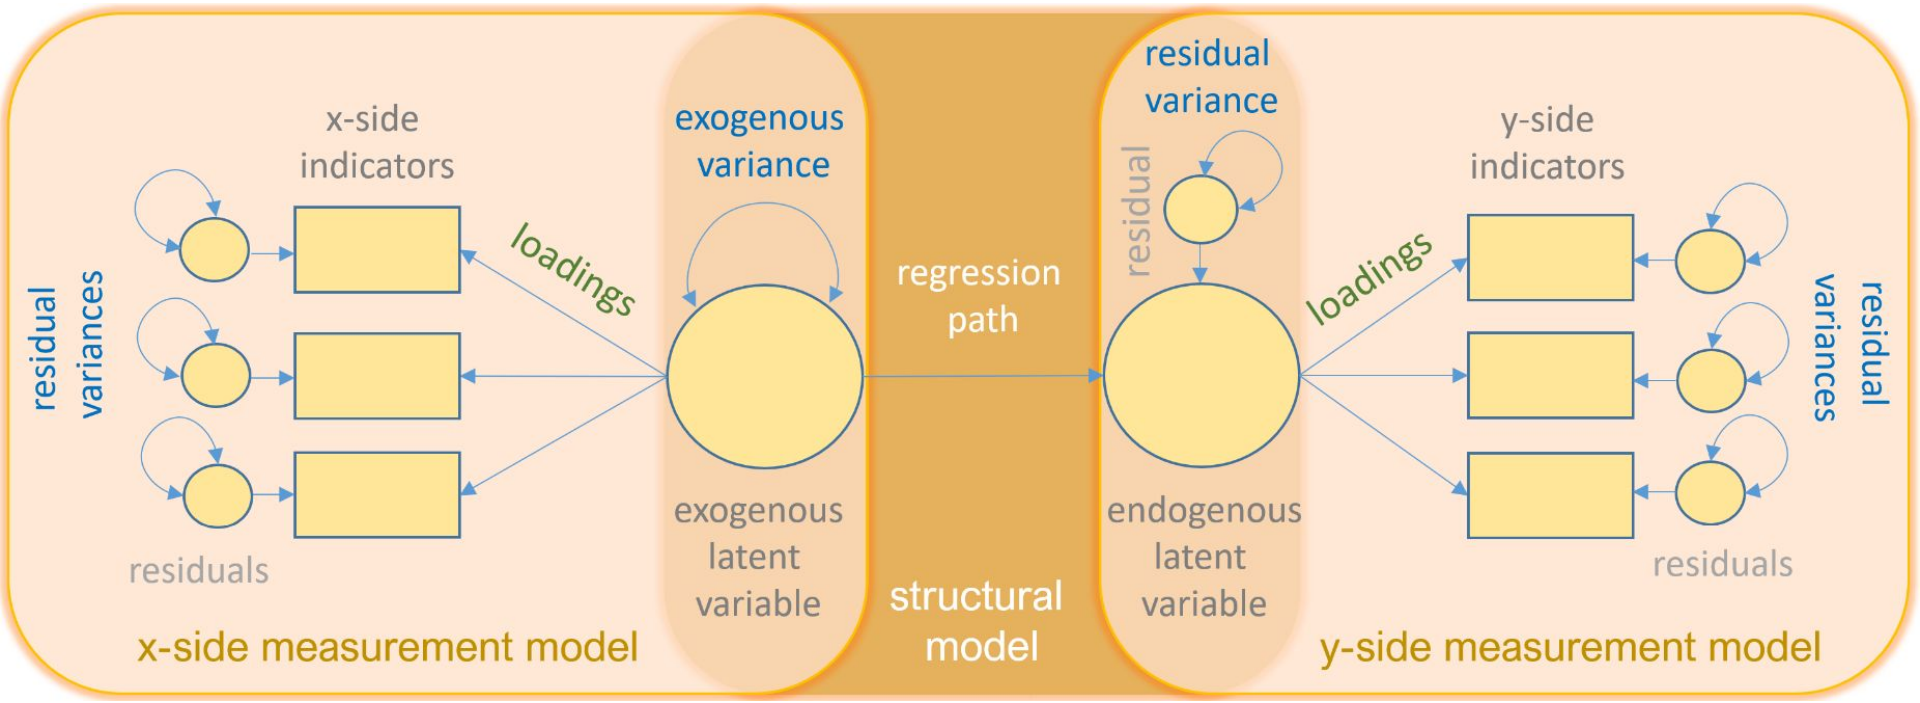 residual
variances
x-side
indicators
loadings
residuals
x-side measurement model
exogenous
variance
exogenous
latent
variable
regression
path
structural
model
residual
variance
residual
endogenous
latent
variable
loadings
y-side
indicators
residual
variances
residuals
y-side measurement model